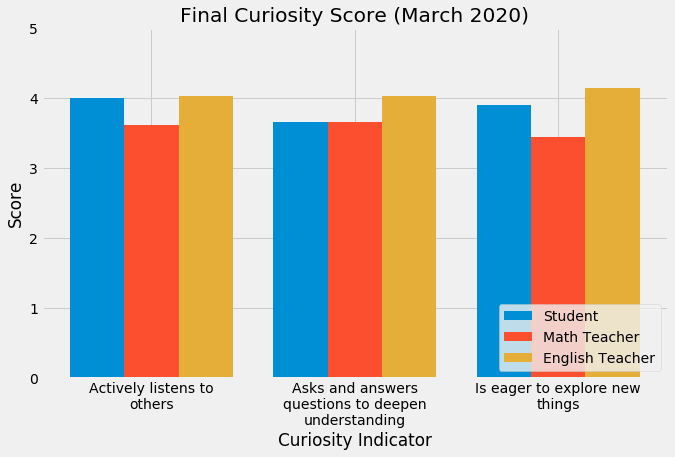 Final Curiosity Score (March 2020)
5
4
3
2
1
0
Score
Student
Math Teacher
English Teacher
Actively listens to
others
Asks and answers
questions to deepen
understanding
Is eager to explore new
things
Curiosity Indicator